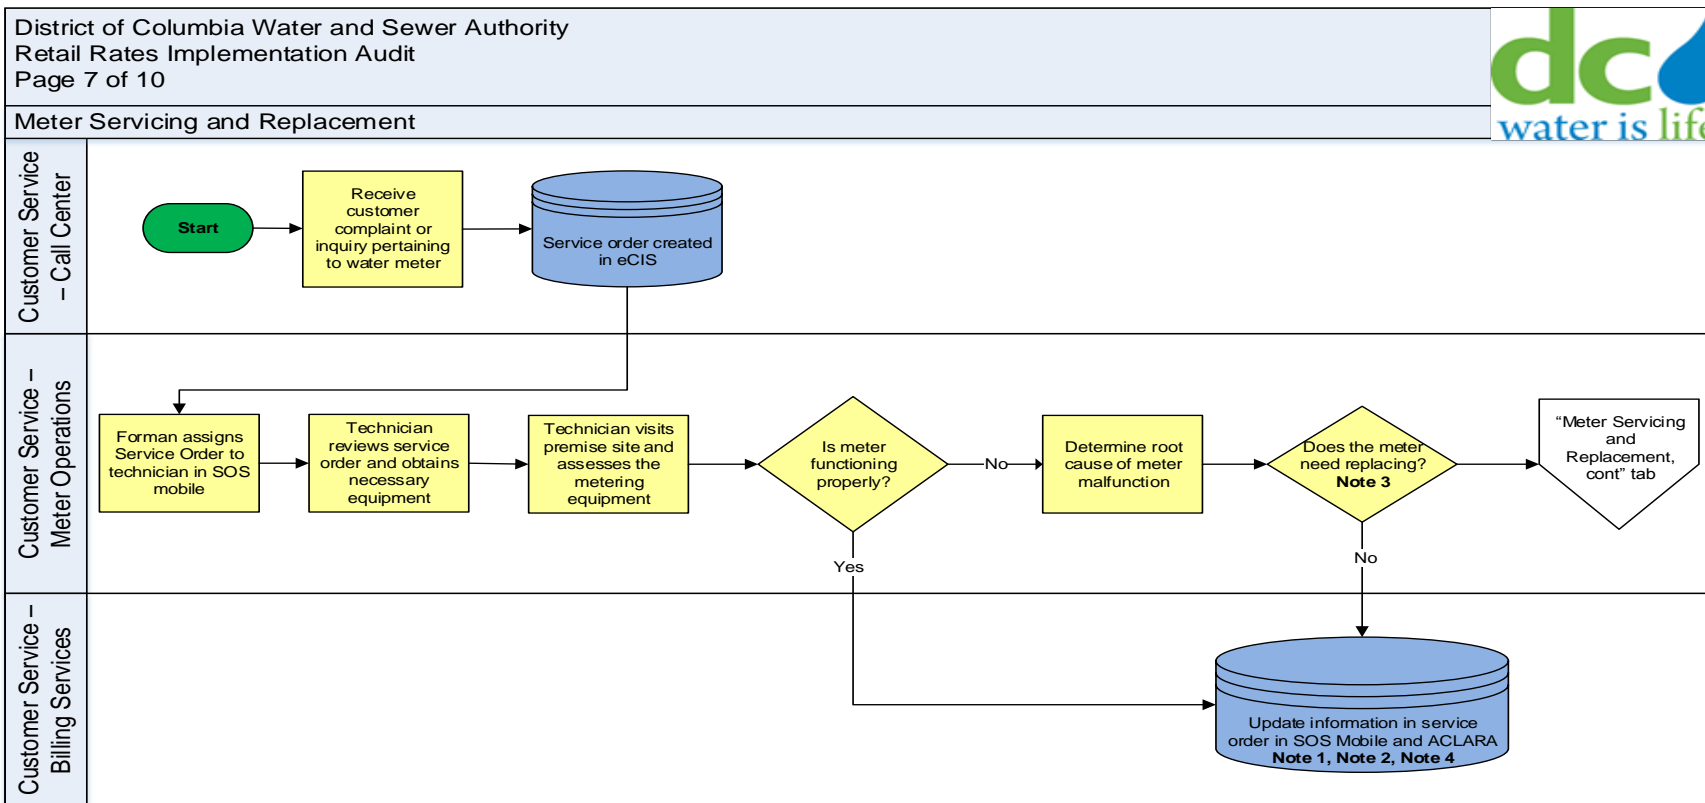 District of Columbia Water and Sewer Authority
Retail Rates Implementation Audit
Page 7 of 10
dc
water is life
Meter Servicing and Replacement
Customer Service
– Call Center
Start
Receive
customer
complaint or
inquiry pertaining
to water meter
Service order created
in eCIS
Customer Service –
Meter Operations
Forman assigns
Service Order to
technician in SOS
mobile
Technician
reviews service
order and obtains
necessary
equipment
Technician visits
premise site and
assesses the
metering
equipment
Is meter
functioning
properly?
No
Yes
Determine root
cause of meter
malfunction
Does the meter
need replacing?
Note 3
No
“Meter Servicing
and
Replacement,
cont” tab
Customer Service –
Billing Services
Update information in service
order in SOS Mobile and ACLARA
Note 1, Note 2, Note 4